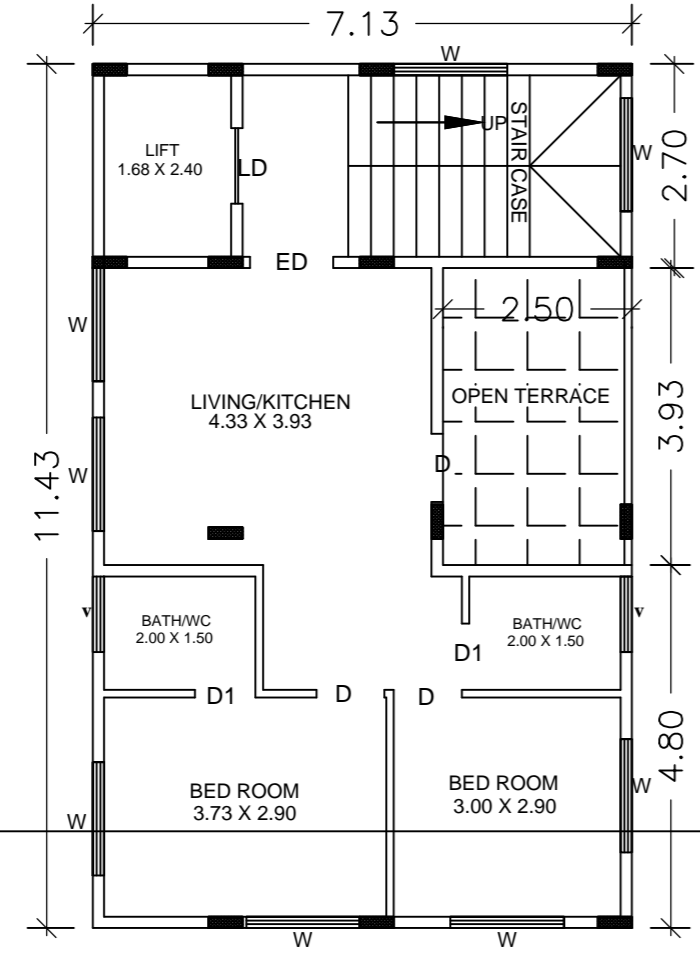 7.13
W
LIFT
1.68 X 2.40
LD
UP
STAIR CASE
W
2.70
ED
W
2.50
LIVING/KITCHEN
4.33 X 3.93
OPEN TERRACE
3.93
W
D
11.43
v
BATH/WC
2.00 X 1.50
BATH/WC
2.00 X 1.50
v
D1
D1
D
D
4.80
BED ROOM
3.73 X 2.90
BED ROOM
3.00 X 2.90
W
W
W
W